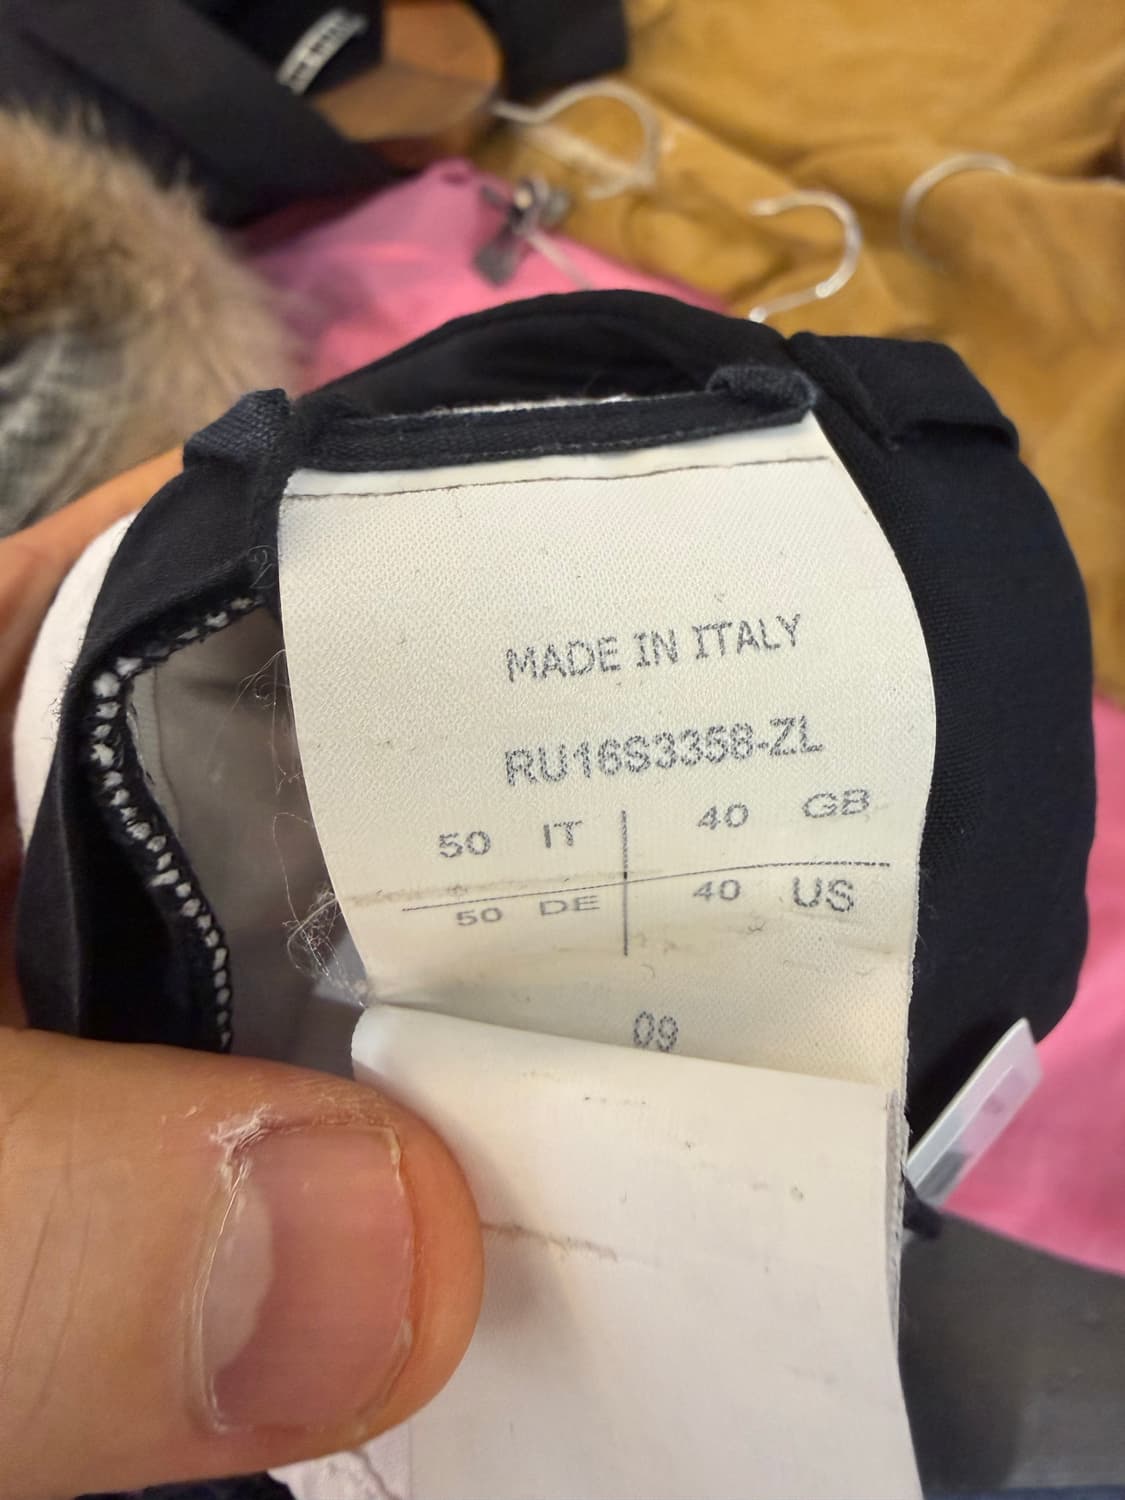 MADE IN ITALY
RU16S3358-ZL
50 IT 40 GB
50 DE 40 US
09